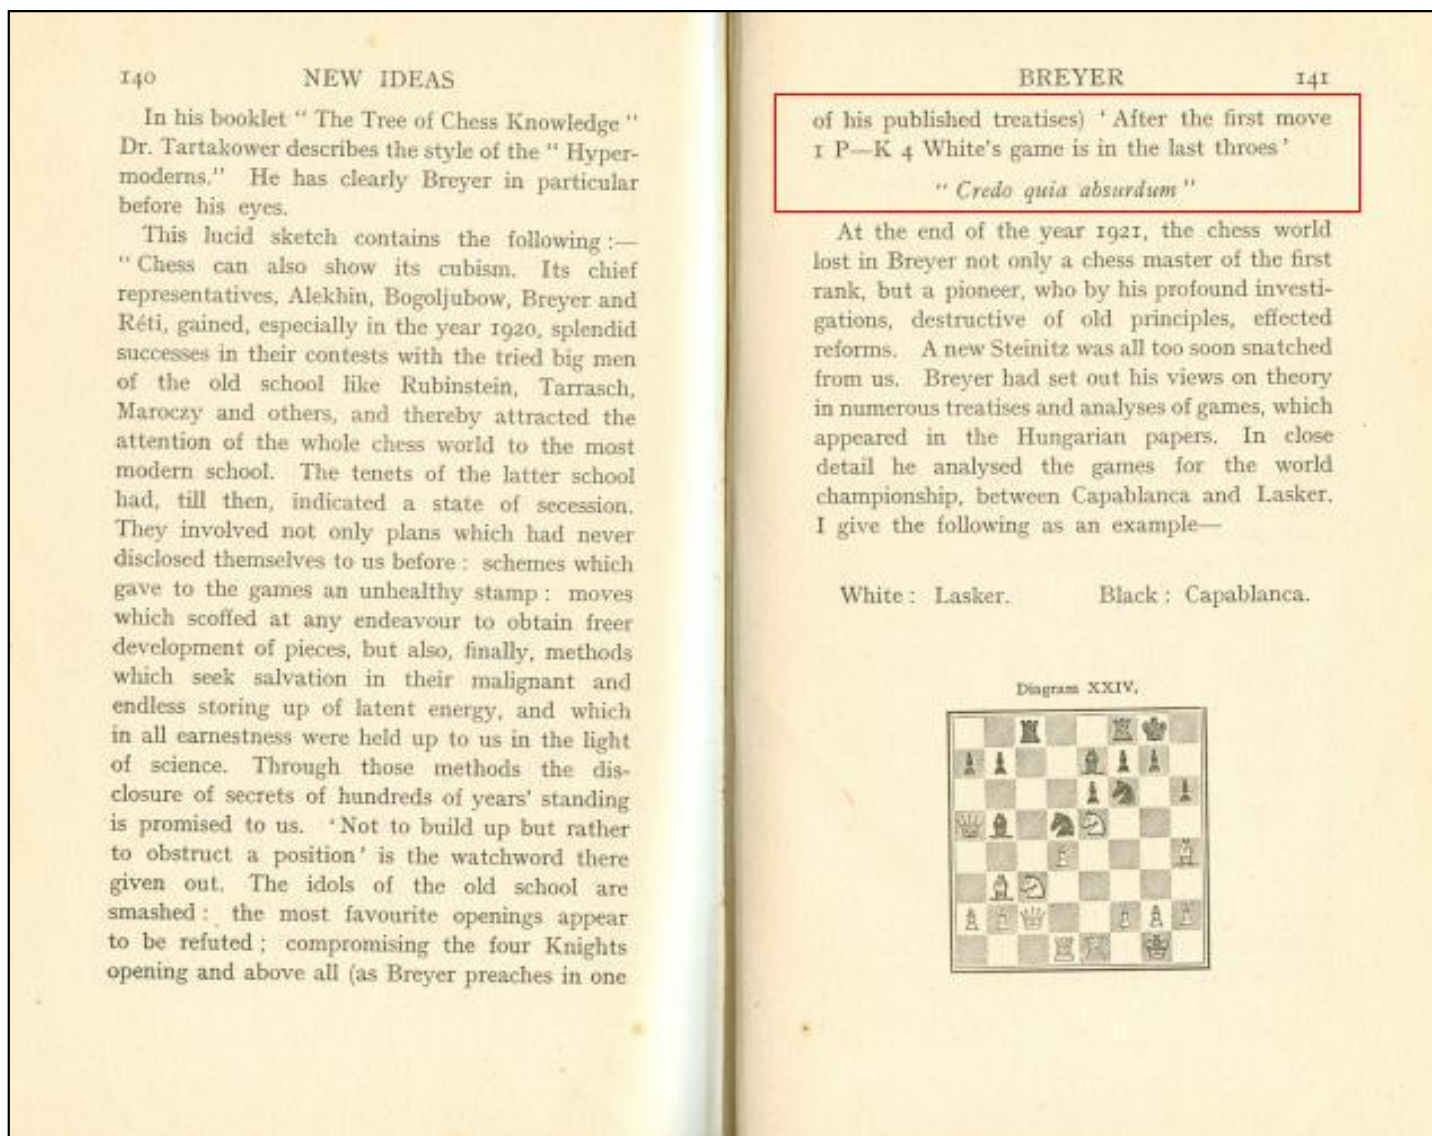 140 NEW IDEAS
In his booklet “ The Tree of Chess Knowledge ”
Dr. Tartakower describes the style of the “ Hyper-
moderns.” He has clearly Breyer in particular
before his eyes.
This lucid sketch contains the following :—
“ Chess can also show its cubism. Its chief
representatives, Alekhin, Bogoljubow, Breyer and
Réti, gained, especially in the year 1920, splendid
successes in their contests with the tried big men
of the old school like Rubinstein, Tarrasch,
Maroczy and others, and thereby attracted the
attention of the whole chess world to the most
modern school. The tenets of the latter school
had, till then, indicated a state of secession.
They involved not only plans which had never
disclosed themselves to us before : schemes which
gave to the games an unhealthy stamp : moves
which scoffed at any endeavour to obtain freer
development of pieces, but also, finally, methods
which seek salvation in their malignant and
endless storing up of latent energy, and which
in all earnestness were held up to us in the light
of science. Through those methods the dis-
closure of secrets of hundreds of years’ standing
is promised to us. ‘ Not to build up but rather
to obstruct a position ’ is the watchword there
given out. The idols of the old school are
smashed : the most favourite openings appear
to be refuted ; compromising the four Knights
opening and above all (as Breyer preaches in one
BREYER 141
of his published treatises) ‘ After the first move
1 P—K 4 White’s game is in the last throes ’
“ Credo quia absurdum ”
At the end of the year 1921, the chess world
lost in Breyer not only a chess master of the first
rank, but a pioneer, who by his profound investi-
gations, destructive of old principles, effected
reforms. A new Steinitz was all too soon snatched
from us. Breyer had set out his views on theory
in numerous treatises and analyses of games, which
appeared in the Hungarian papers. In close
detail he analysed the games for the world
championship, between Capablanca and Lasker.
I give the following as an example—
White : Lasker. Black : Capablanca.
Diagram XXIV.